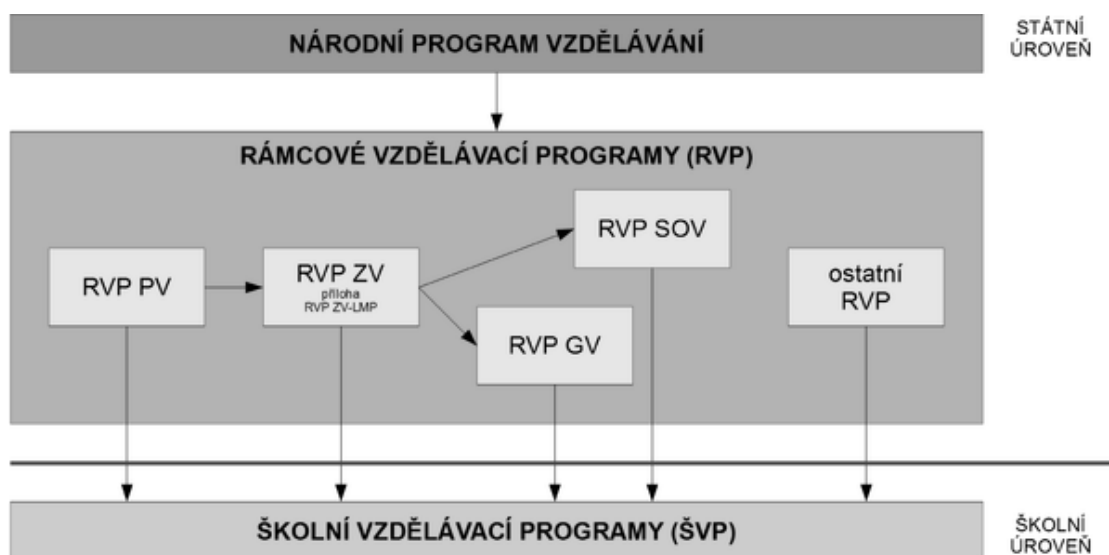 NÁRODNÍ PROGRAM VZDĚLÁVÁNÍ
STÁTNÍ
ÚROVEŇ
RÁMCOVÉ VZDĚLÁVACÍ PROGRAMY (RVP)
RVP PV
RVP ZV
příloha
RVP ZV-LMP
RVP SOV
RVP GV
ostatní
RVP
ŠKOLNÍ VZDĚLÁVACÍ PROGRAMY (ŠVP)
ŠKOLNÍ
ÚROVEŇ